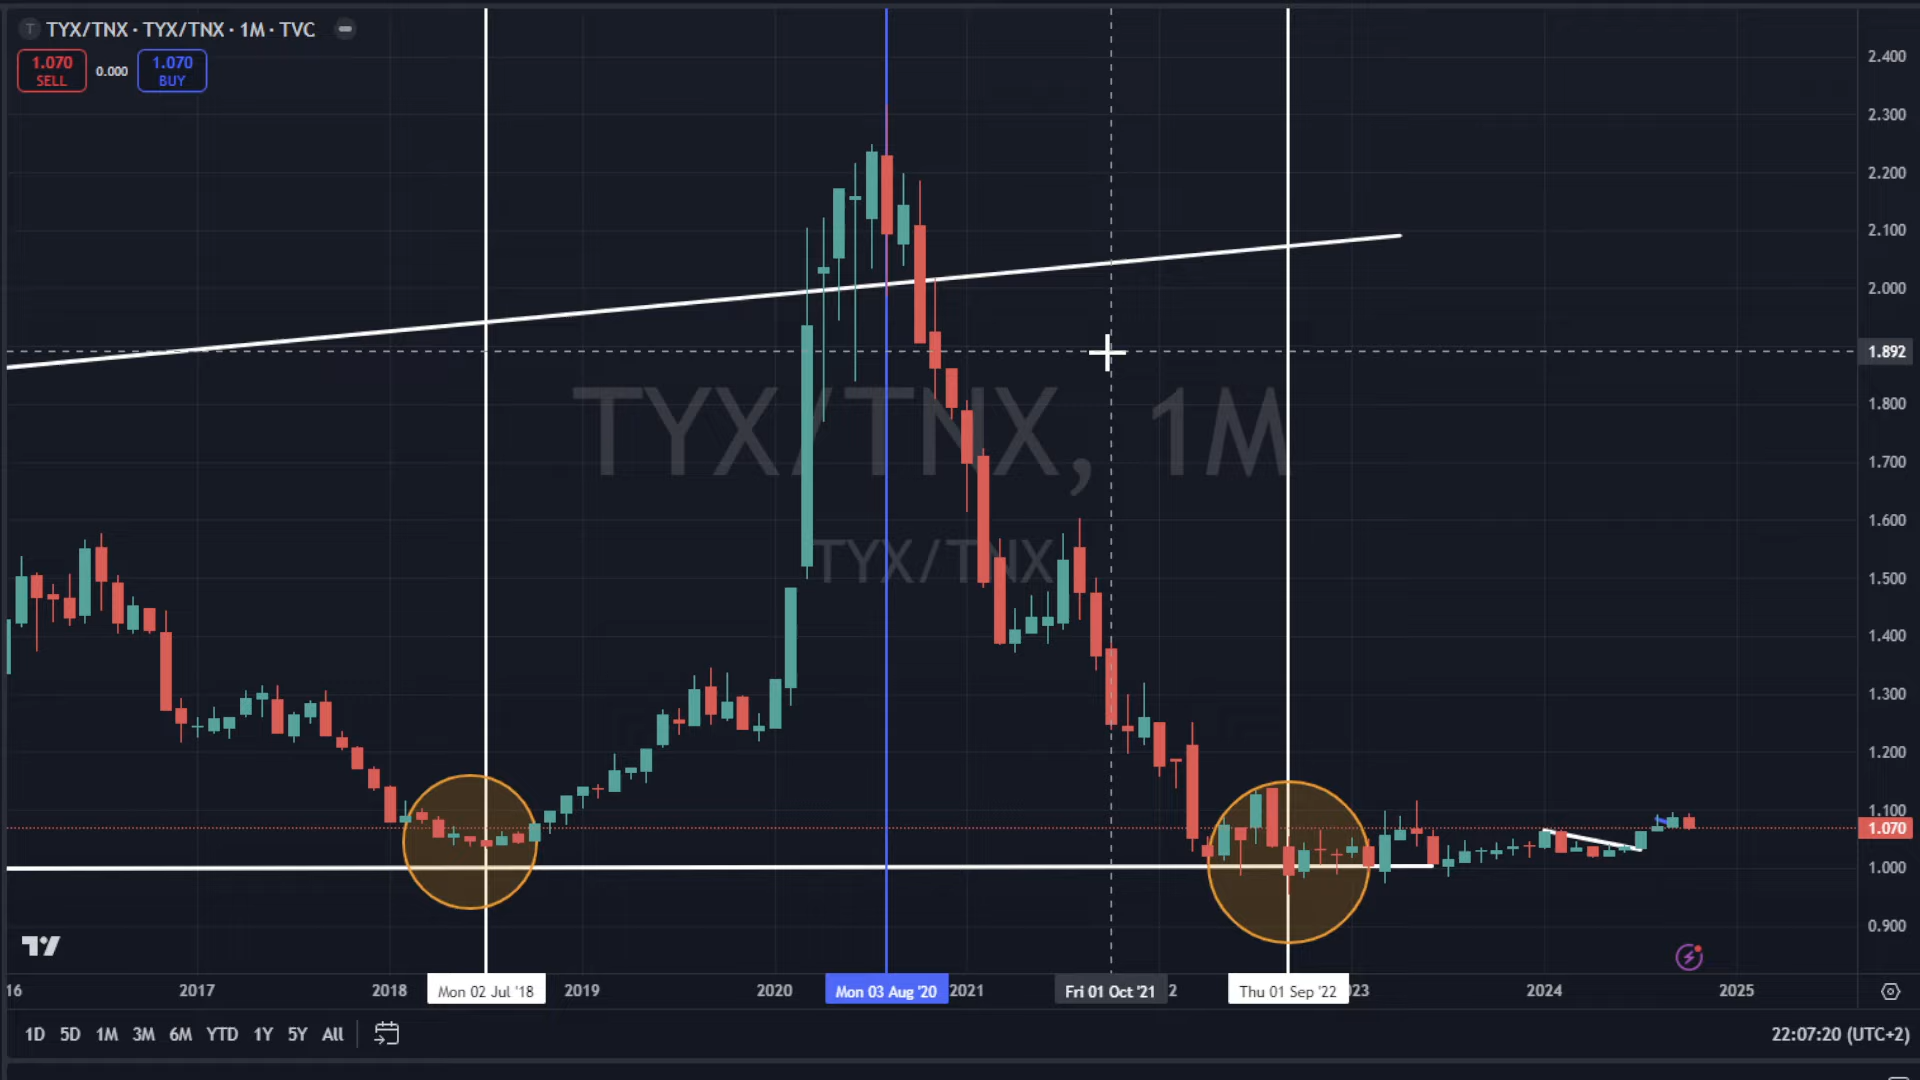 TYX/TNX · TYX/TNX · 1M · TVC
1.070
SELL
0.000
1.070
BUY
TYX/TNX, 1M
TYX/TNX
2.400
2.300
2.200
2.100
2.000
1.892
1.800
1.700
1.600
1.500
1.400
1.300
1.200
1.100
1.070
1.000
0.900
16 2017 2018 Mon 02 Jul '18 2019 2020 Mon 03 Aug '20 2021 Fri 01 Oct '21 2 Thu 01 Sep '22 23 2024 2025
1D 5D 1M 3M 6M YTD 1Y 5Y All 22:07:20 (UTC+2)